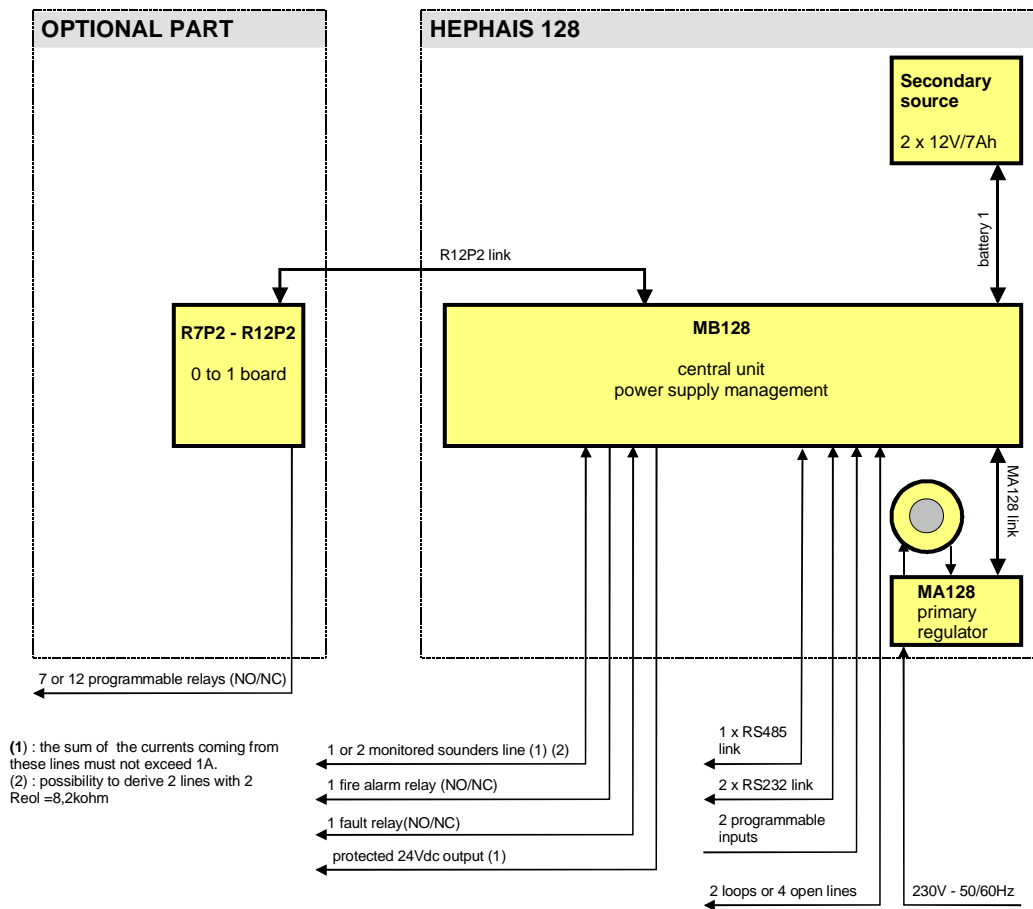 OPTIONAL PART
HEPHAIS 128
Secondary
source
2 x 12V/7Ah
battery 1
R12P2 link
R7P2 - R12P2
0 to 1 board
MB128
central unit
power supply management
MA128 link
MA128
primary
regulator
7 or 12 programmable relays (NO/NC)
(1) : the sum of the currents coming from
these lines must not exceed 1A.
(2) : possibility to derive 2 lines with 2
Reol =8,2kohm
1 or 2 monitored sounders line (1) (2)
1 fire alarm relay (NO/NC)
1 fault relay(NO/NC)
protected 24Vdc output (1)
1 x RS485
link
2 x RS232 link
2 programmable
inputs
2 loops or 4 open lines
230V - 50/60Hz